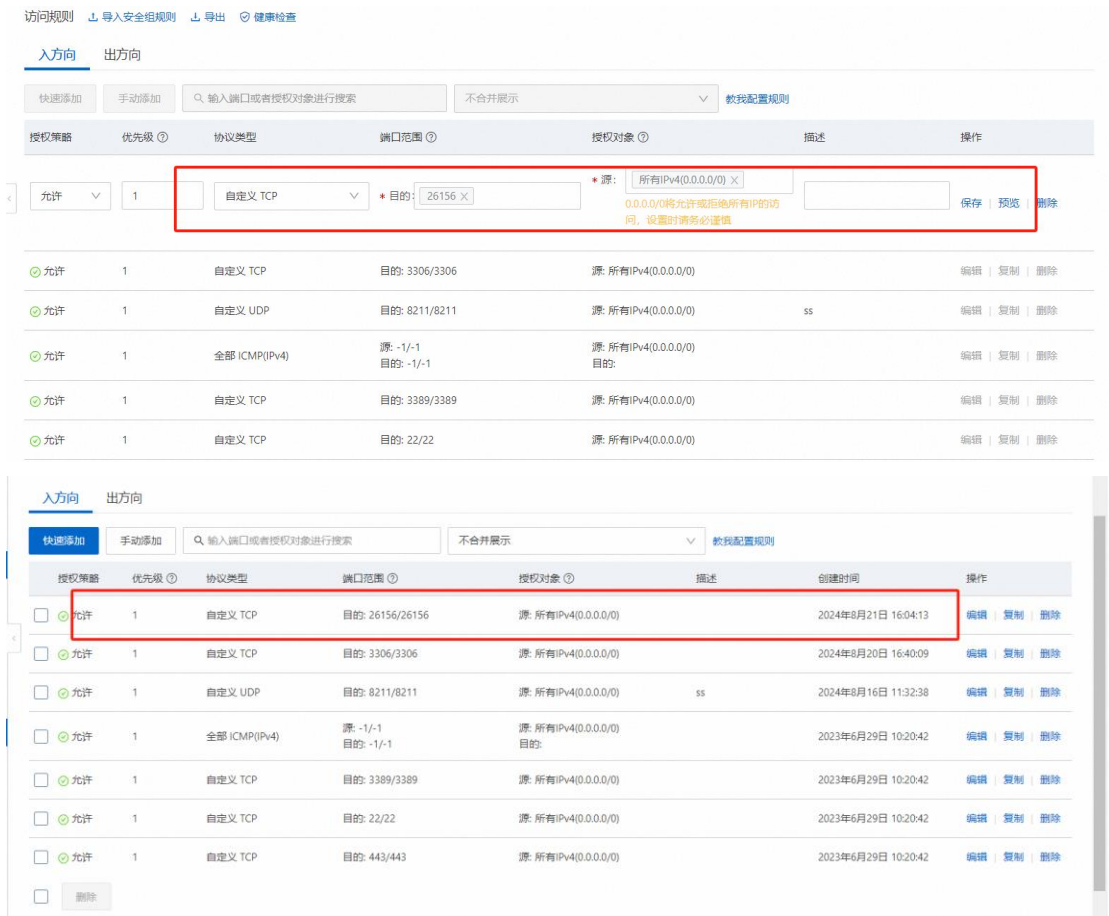 访问规则 导入安全组规则 导出 健康检查
入方向 出方向
快速添加 手动添加 输入端口或者授权对象进行搜索 不合并展示 教我配置规则
授权策略 优先级 协议类型 端口范围 授权对象 描述 操作
允许 1 自定义 TCP * 目的: 26156 × * 源: 所有IPv4(0.0.0.0/0) × 保存 | 预览 | 删除
0.0.0.0/0将允许或拒绝所有IP的访
问，设置时请务必谨慎
允许 1 自定义 TCP 目的: 3306/3306 源: 所有IPv4(0.0.0.0/0) 编辑 | 复制 | 删除
允许 1 自定义 UDP 目的: 8211/8211 源: 所有IPv4(0.0.0.0/0) ss 编辑 | 复制 | 删除
允许 1 全部 ICMP(IPv4) 源: -1/-1 源: 所有IPv4(0.0.0.0/0) 编辑 | 复制 | 删除
目的: -1/-1 目的:
允许 1 自定义 TCP 目的: 3389/3389 源: 所有IPv4(0.0.0.0/0) 编辑 | 复制 | 删除
允许 1 自定义 TCP 目的: 22/22 源: 所有IPv4(0.0.0.0/0) 编辑 | 复制 | 删除
入方向 出方向
快速添加 手动添加 输入端口或者授权对象进行搜索 不合并展示 教我配置规则
授权策略 优先级 协议类型 端口范围 授权对象 描述 创建时间 操作
允许 1 自定义 TCP 目的: 26156/26156 源: 所有IPv4(0.0.0.0/0) 2024年8月21日 16:04:13 编辑 | 复制 | 删除
允许 1 自定义 TCP 目的: 3306/3306 源: 所有IPv4(0.0.0.0/0) 2024年8月20日 16:40:09 编辑 | 复制 | 删除
允许 1 自定义 UDP 目的: 8211/8211 源: 所有IPv4(0.0.0.0/0) ss 2024年8月16日 11:32:38 编辑 | 复制 | 删除
允许 1 全部 ICMP(IPv4) 源: -1/-1 源: 所有IPv4(0.0.0.0/0) 2023年6月29日 10:20:42 编辑 | 复制 | 删除
目的: -1/-1 目的:
允许 1 自定义 TCP 目的: 3389/3389 源: 所有IPv4(0.0.0.0/0) 2023年6月29日 10:20:42 编辑 | 复制 | 删除
允许 1 自定义 TCP 目的: 22/22 源: 所有IPv4(0.0.0.0/0) 2023年6月29日 10:20:42 编辑 | 复制 | 删除
允许 1 自定义 TCP 目的: 443/443 源: 所有IPv4(0.0.0.0/0) 2023年6月29日 10:20:42 编辑 | 复制 | 删除
删除